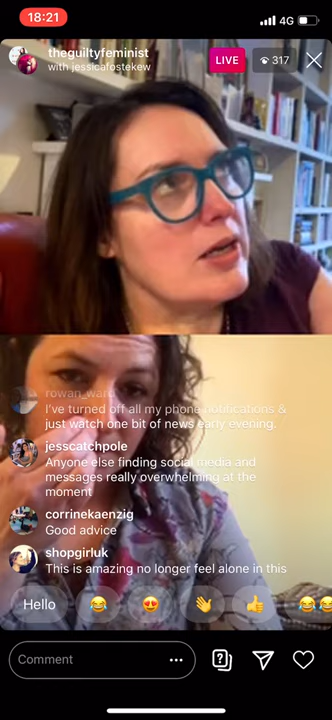 18:21
4G
theguiltyfeminist
with jessicafostekew
LIVE
317
rowan_ward
I've turned off all my phone notifications &
just watch one bit of news early evening.
jesscatchpole
Anyone else finding social media and
messages really overwhelming at the
moment
corrinekaenzig
Good advice
shopgirluk
This is amazing no longer feel alone in this
Hello
Comment